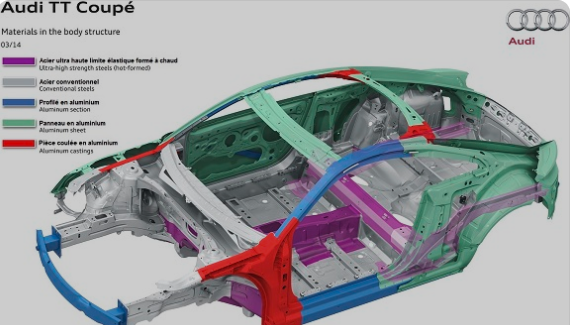 Audi TT Coupé
Materials in the body structure
03/14
Audi
Acier ultra haute limite élastique formé à chaud
Ultra-high strength steels (hot-formed)
Acier conventionnel
Conventional steels
Profilé en aluminium
Aluminum section
Panneau en aluminium
Aluminum sheet
Pièce coulée en aluminium
Aluminum castings